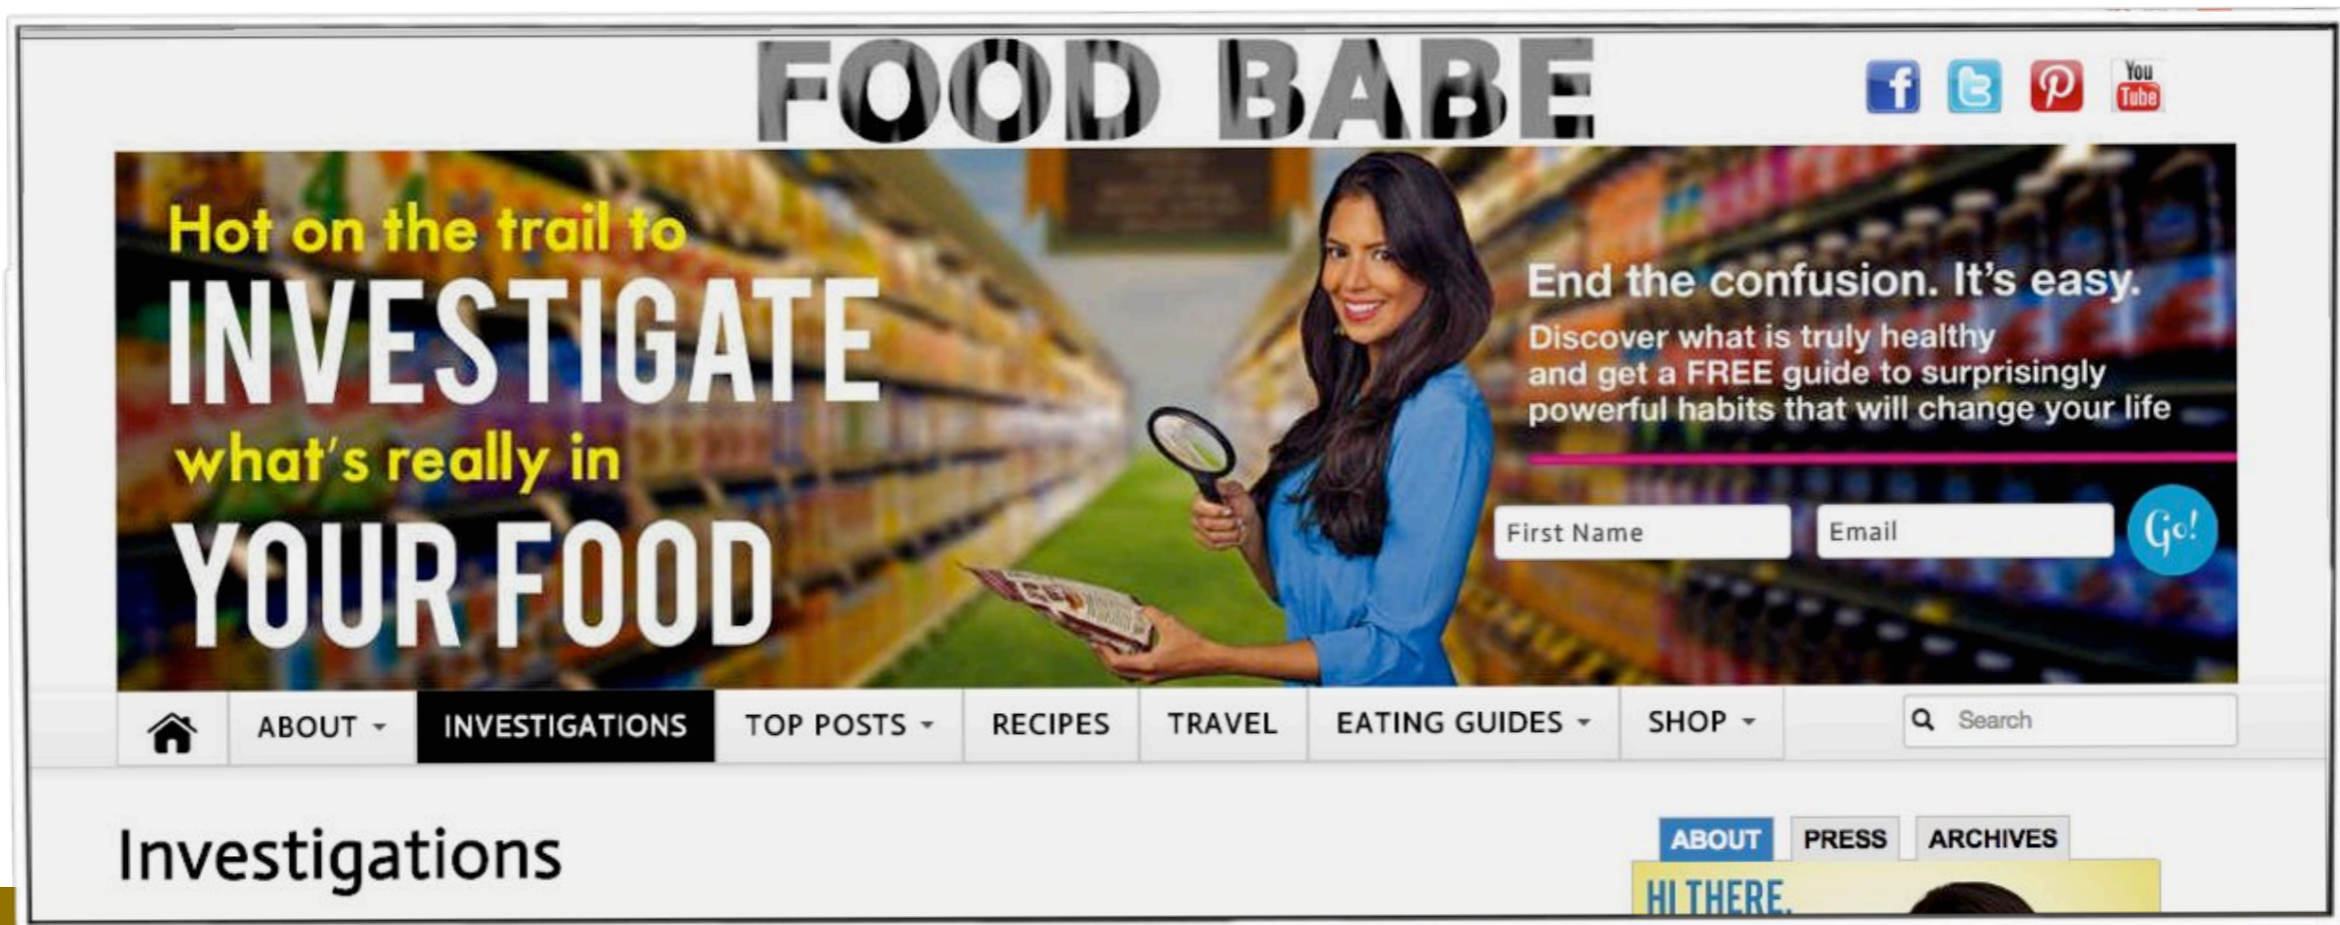 FOOD BABE
You
Tube
Hot on the trail to
INVESTIGATE
what's really in
YOUR FOOD
End the confusion. It's easy.
Discover what is truly healthy
and get a FREE guide to surprisingly
powerful habits that will change your life
First Name
Email
Go!
ABOUT
INVESTIGATIONS
TOP POSTS
RECIPES
TRAVEL
EATING GUIDES
SHOP
Search
Investigations
ABOUT
PRESS
ARCHIVES
HI THERE,